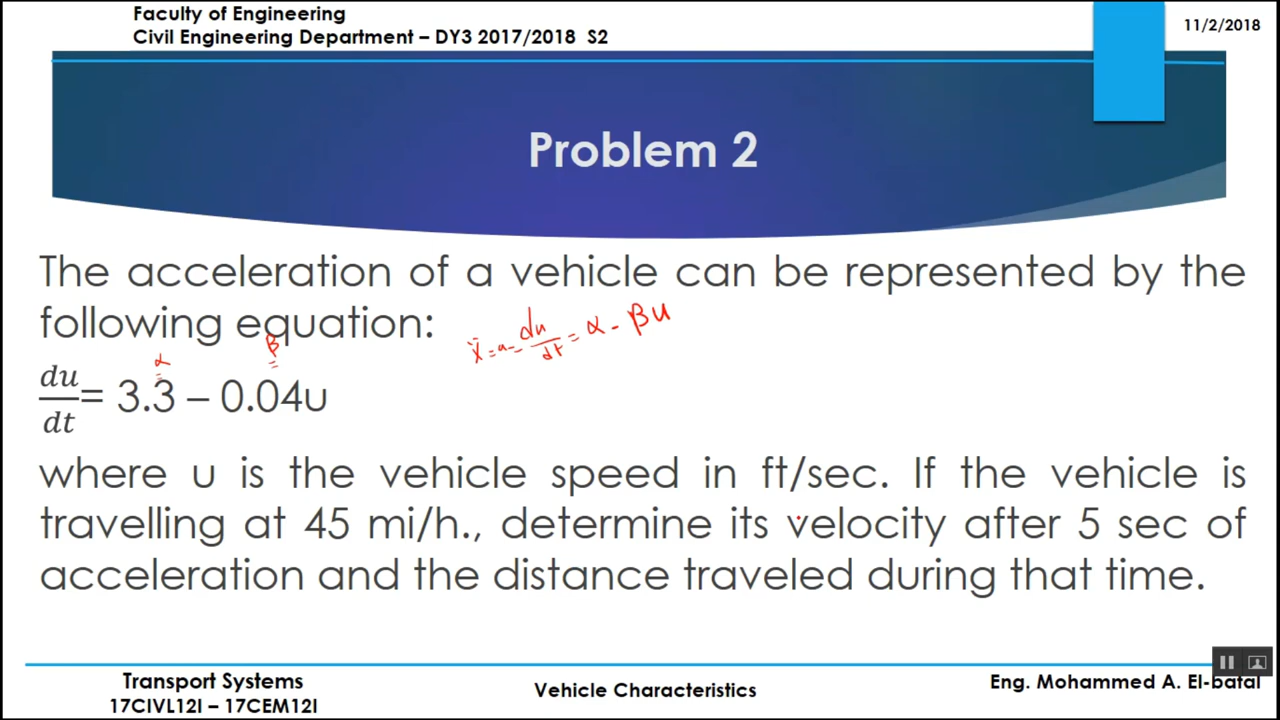 Faculty of Engineering
Civil Engineering Department – DY3 2017/2018 S2
11/2/2018
Problem 2
The acceleration of a vehicle can be represented by the
following equation:
ẍ = a = du/dt = α - βu
α β
du/dt = 3.3 – 0.04u
where u is the vehicle speed in ft/sec. If the vehicle is
travelling at 45 mi/h., determine its velocity after 5 sec of
acceleration and the distance traveled during that time.
Transport Systems
17CIVL12I – 17CEM12I
Vehicle Characteristics
Eng. Mohammed A. El-batal